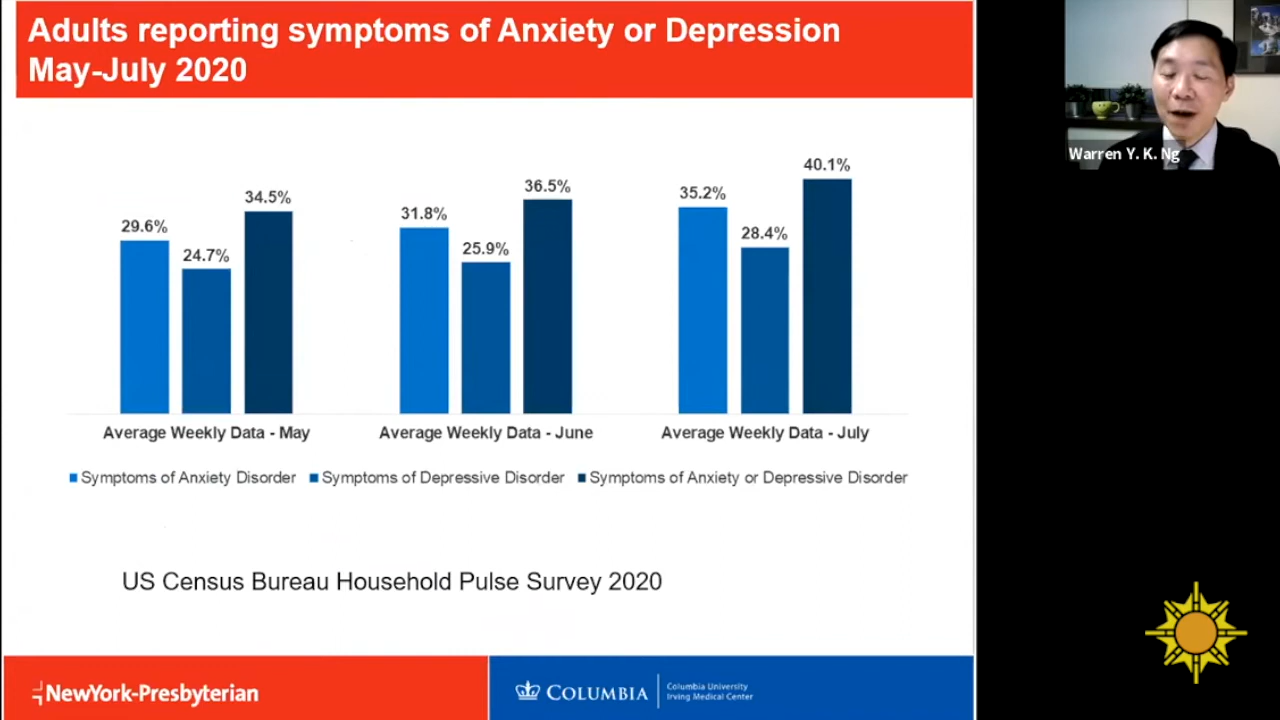 Adults reporting symptoms of Anxiety or Depression
May-July 2020
Warren Y. K. Ng
29.6%
24.7%
34.5%
31.8%
25.9%
36.5%
35.2%
28.4%
40.1%
Average Weekly Data - May
Average Weekly Data - June
Average Weekly Data - July
Symptoms of Anxiety Disorder
Symptoms of Depressive Disorder
Symptoms of Anxiety or Depressive Disorder
US Census Bureau Household Pulse Survey 2020
NewYork-Presbyterian
COLUMBIA
Columbia University
Irving Medical Center